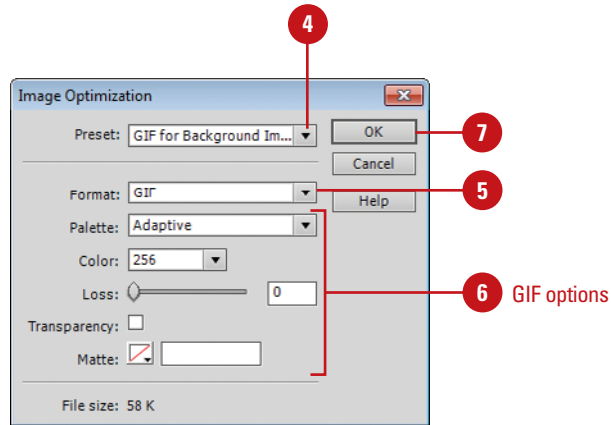 4
Image Optimization
Preset: GIF for Background Im...
OK
7
Cancel
Format: GIF
5
Help
Palette: Adaptive
Color: 256
Loss: 0
6 GIF options
Transparency:
Matte:
File size: 58 K